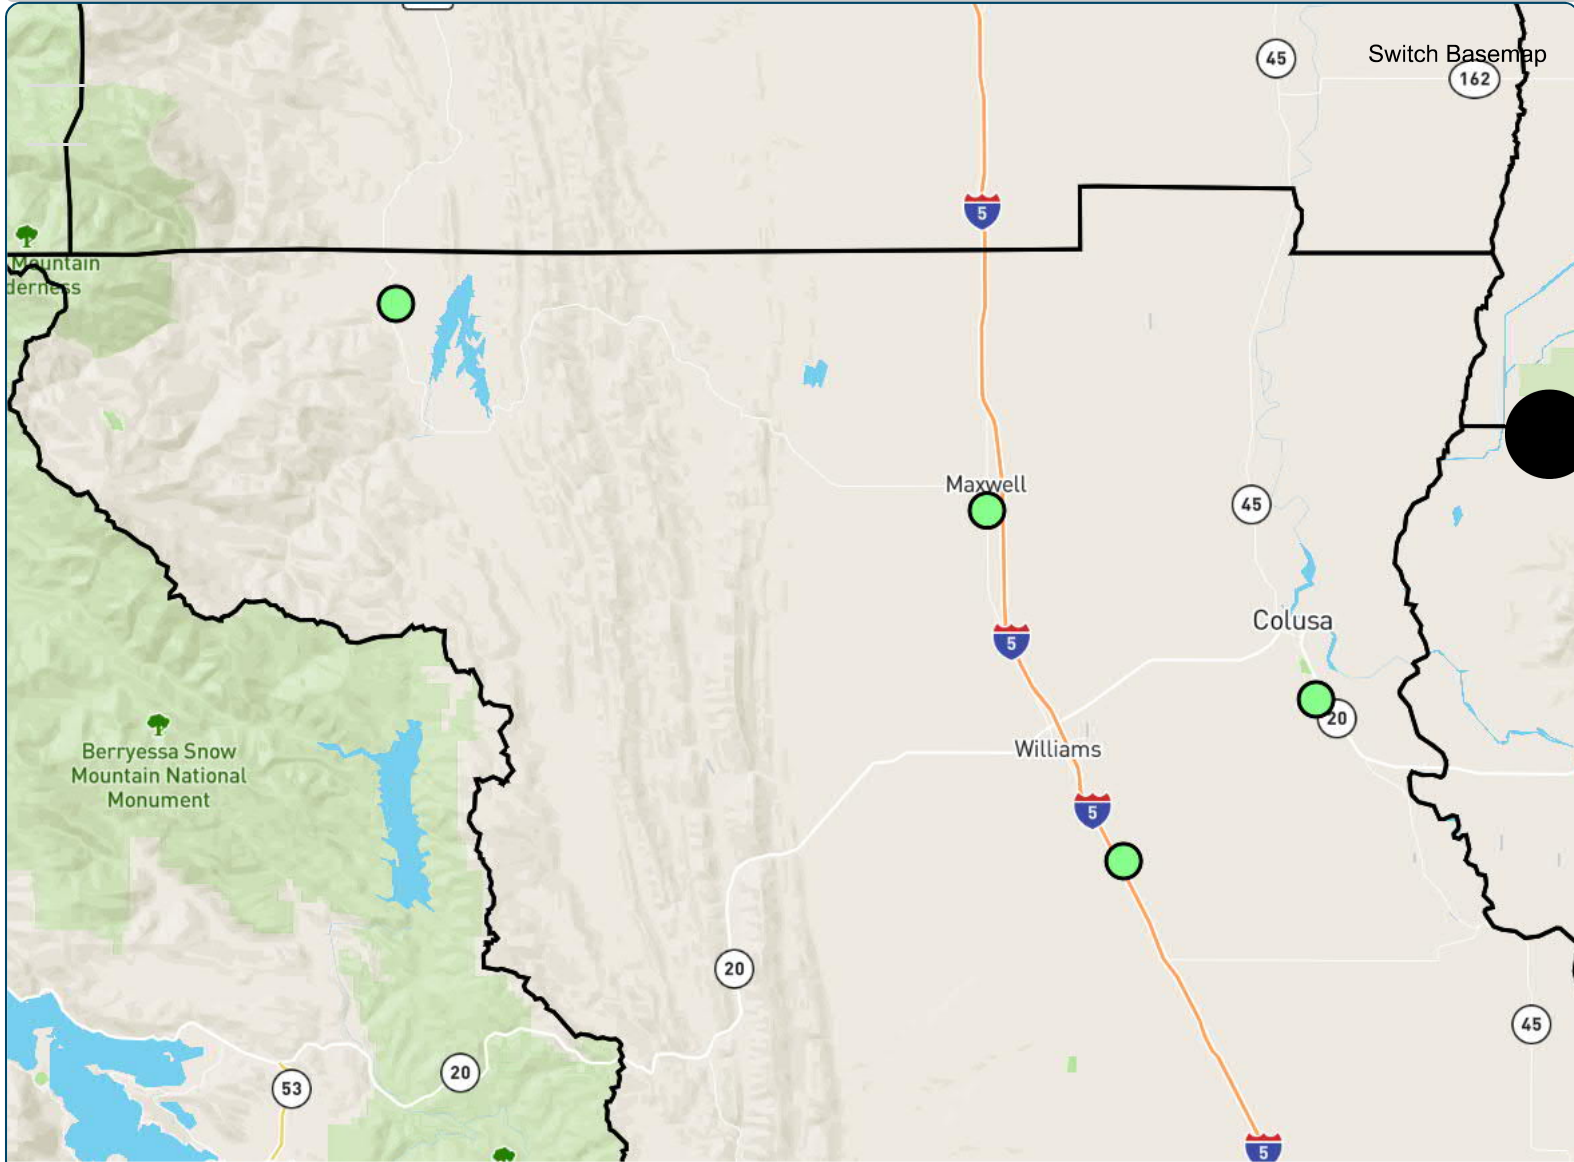 45
Switch Basemap
162
5
Mountain
derness
Maxwell
45
5
Colusa
20
Williams
Berryessa Snow
Mountain National
Monument
5
20
45
20
53
5